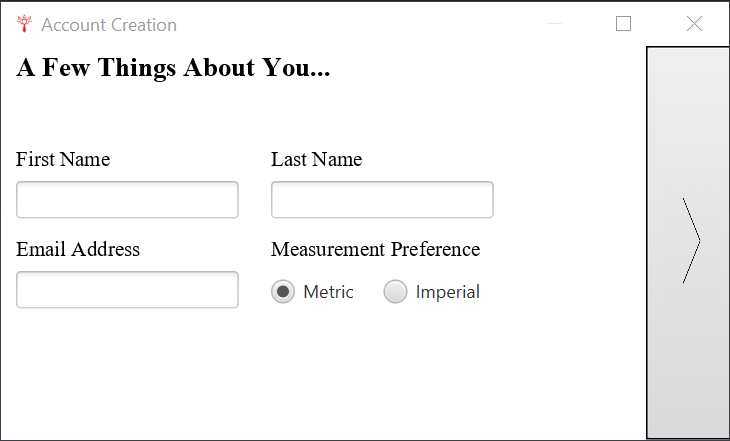 Account Creation
A Few Things About You...
First Name Last Name
Email Address Measurement Preference
Metric Imperial